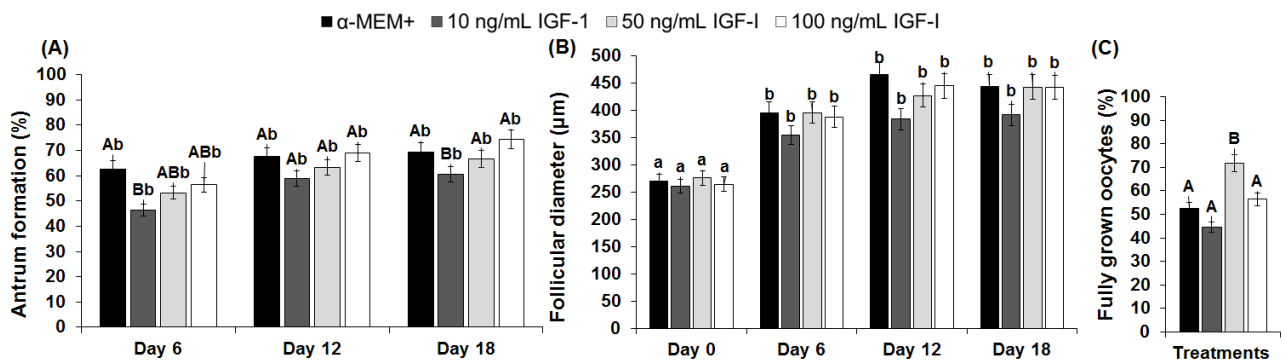 α-MEM+ 10 ng/mL IGF-1 50 ng/mL IGF-I 100 ng/mL IGF-I
(A)
Antrum formation (%)
100
90
80
70
60
50
40
30
20
10
0
Ab Bb ABb ABb
Ab Ab Ab Ab
Ab Bb Ab Ab
Day 6 Day 12 Day 18
(B)
Follicular diameter (µm)
500
450
400
350
300
250
200
150
100
50
0
a a a a
b b b b
b b b b
b b b b
Day 0 Day 6 Day 12 Day 18
(C)
Fully grown oocytes (%)
100
90
80
70
60
50
40
30
20
10
0
A A B A
Treatments